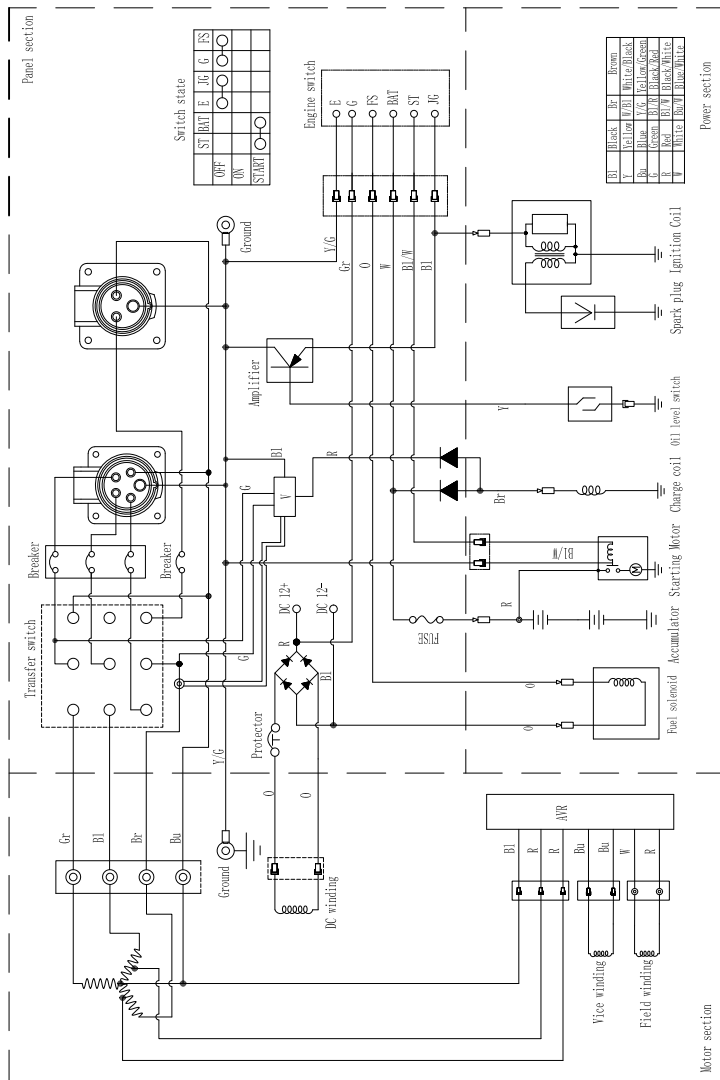 Panel section
Switch state
ST BAT E JG G FS
OFF
ON
START
Engine switch
E
G
FS
BAT
ST
JG
Bl Black Br Brown
Y Yellow W/Bl White/Black
Bu Blue Y/G Yellow/Green
G Green Bl/R Black/Red
R Red Bl/W Black/White
W White Bu/W Blue/White
Power section
Ground
Y/G
Gr
O
W
Bl/W
Bl
Amplifier
Y
Spark plug
Ignition Coil
Oil level switch
Charge coil
Starting Motor
Accumulator
Fuel solenoid
Breaker
Breaker
Transfer switch
G
G
V
Bl
R
Br
Bl/W
M
R
FUSE
DC 12+
DC 12-
R
Bl
Protector
O
O
O
O
Y/G
Gr
Bl
Br
Bu
Ground
DC winding
AVR
Bl
R
R
Bu
Bu
W
R
Vice winding
Field winding
Motor section